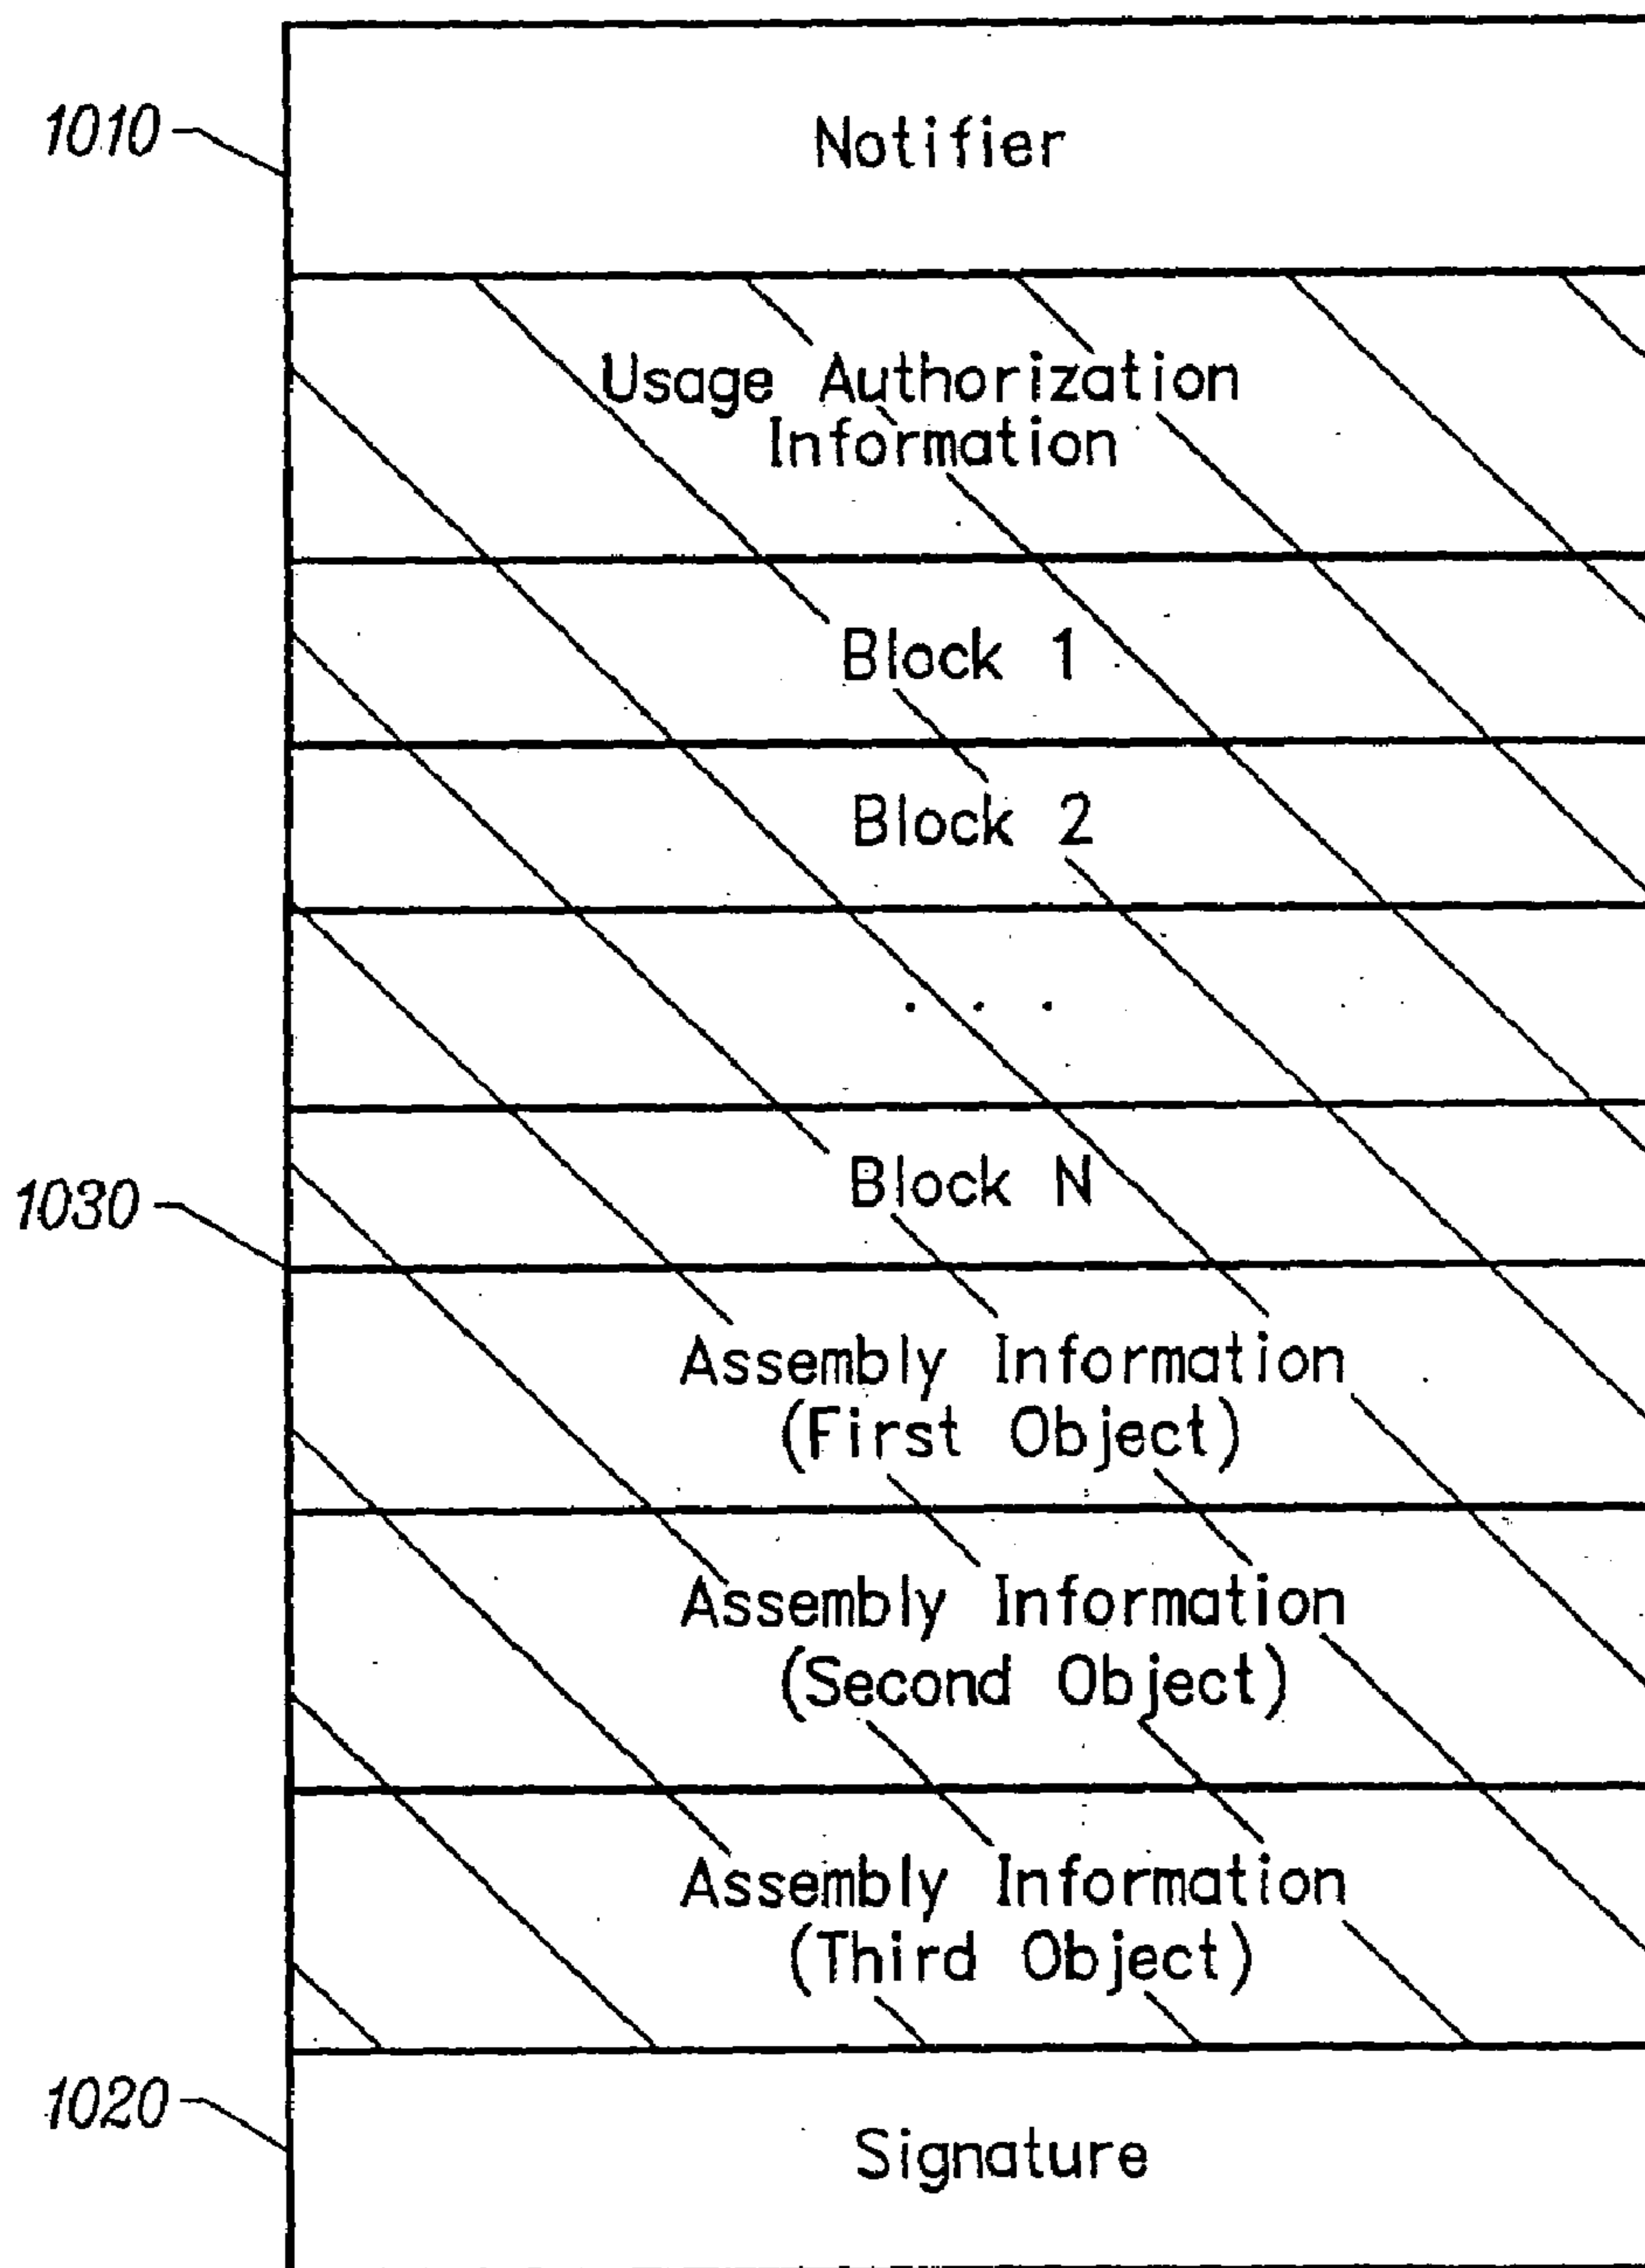 1010
Notifier
Usage Authorization
Information
Block 1
Block 2
. . .
Block N
1030
Assembly Information
(First Object)
Assembly Information
(Second Object)
Assembly Information
(Third Object)
1020
Signature